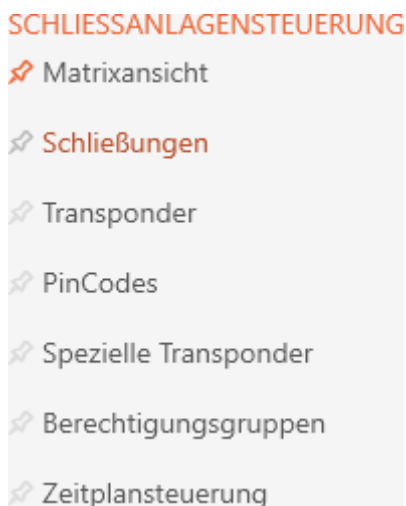 SCHLIESSANLAGENSTEUERUNG
Matrixansicht
Schließungen
Transponder
PinCodes
Spezielle Transponder
Berechtigungsgruppen
Zeitplansteuerung